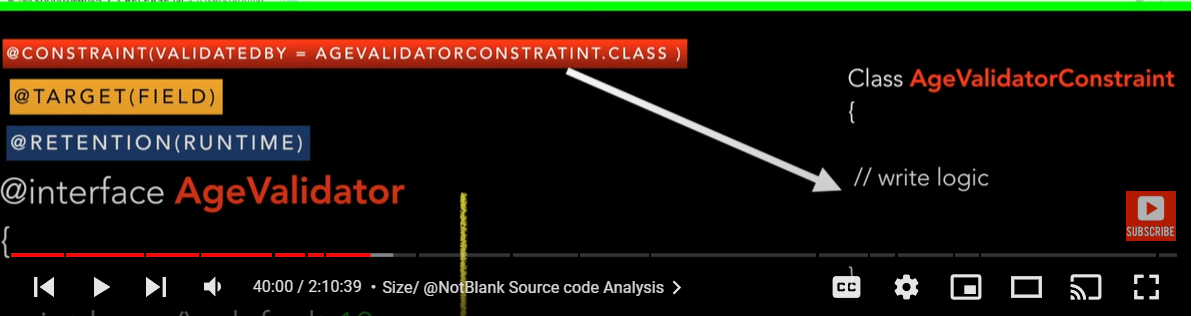 @CONSTRAINT(VALIDATEDBY = AGEVALIDATORCONSTRATINT.CLASS )
@TARGET(FIELD)
@RETENTION(RUNTIME)
@interface AgeValidator
{
Class AgeValidatorConstraint
{
// write logic
SUBSCRIBE
40:00 / 2:10:39 • Size/ @NotBlank Source code Analysis
CC